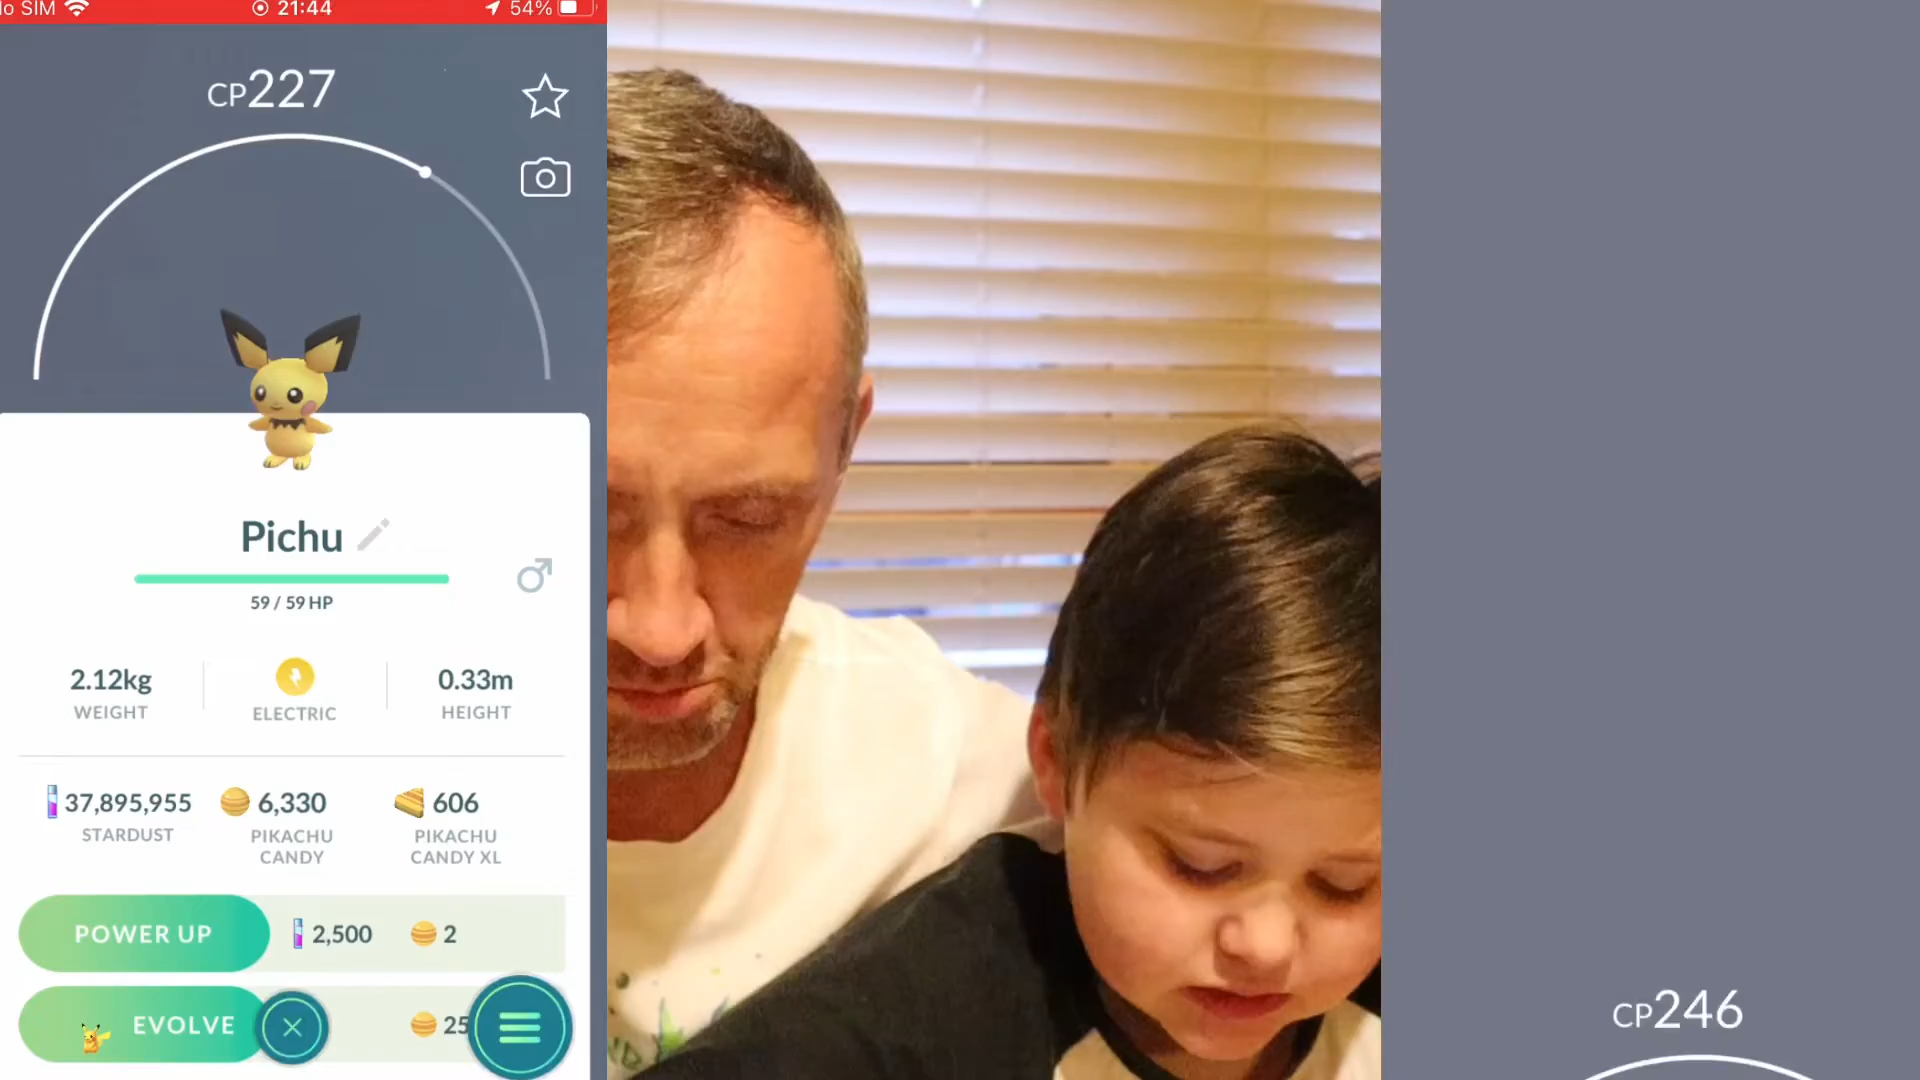 lo SIM 21:44 54%
CP227
Pichu
59 / 59 HP
2.12kg
WEIGHT
ELECTRIC
0.33m
HEIGHT
37,895,955
STARDUST
6,330
PIKACHU
CANDY
606
PIKACHU
CANDY XL
POWER UP 2,500 2
EVOLVE 25
CP246